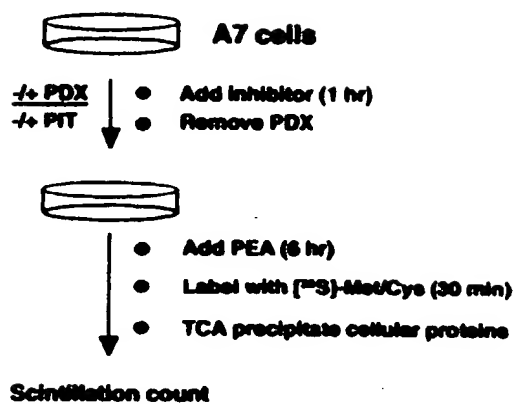 A7 cells
-/+ PDX
-/+ PIT
● Add inhibitor (1 hr)
● Remove PDX
● Add PEA (6 hr)
● Label with [³⁵S]-Met/Cys (30 min)
● TCA precipitate cellular proteins
Scintillation count